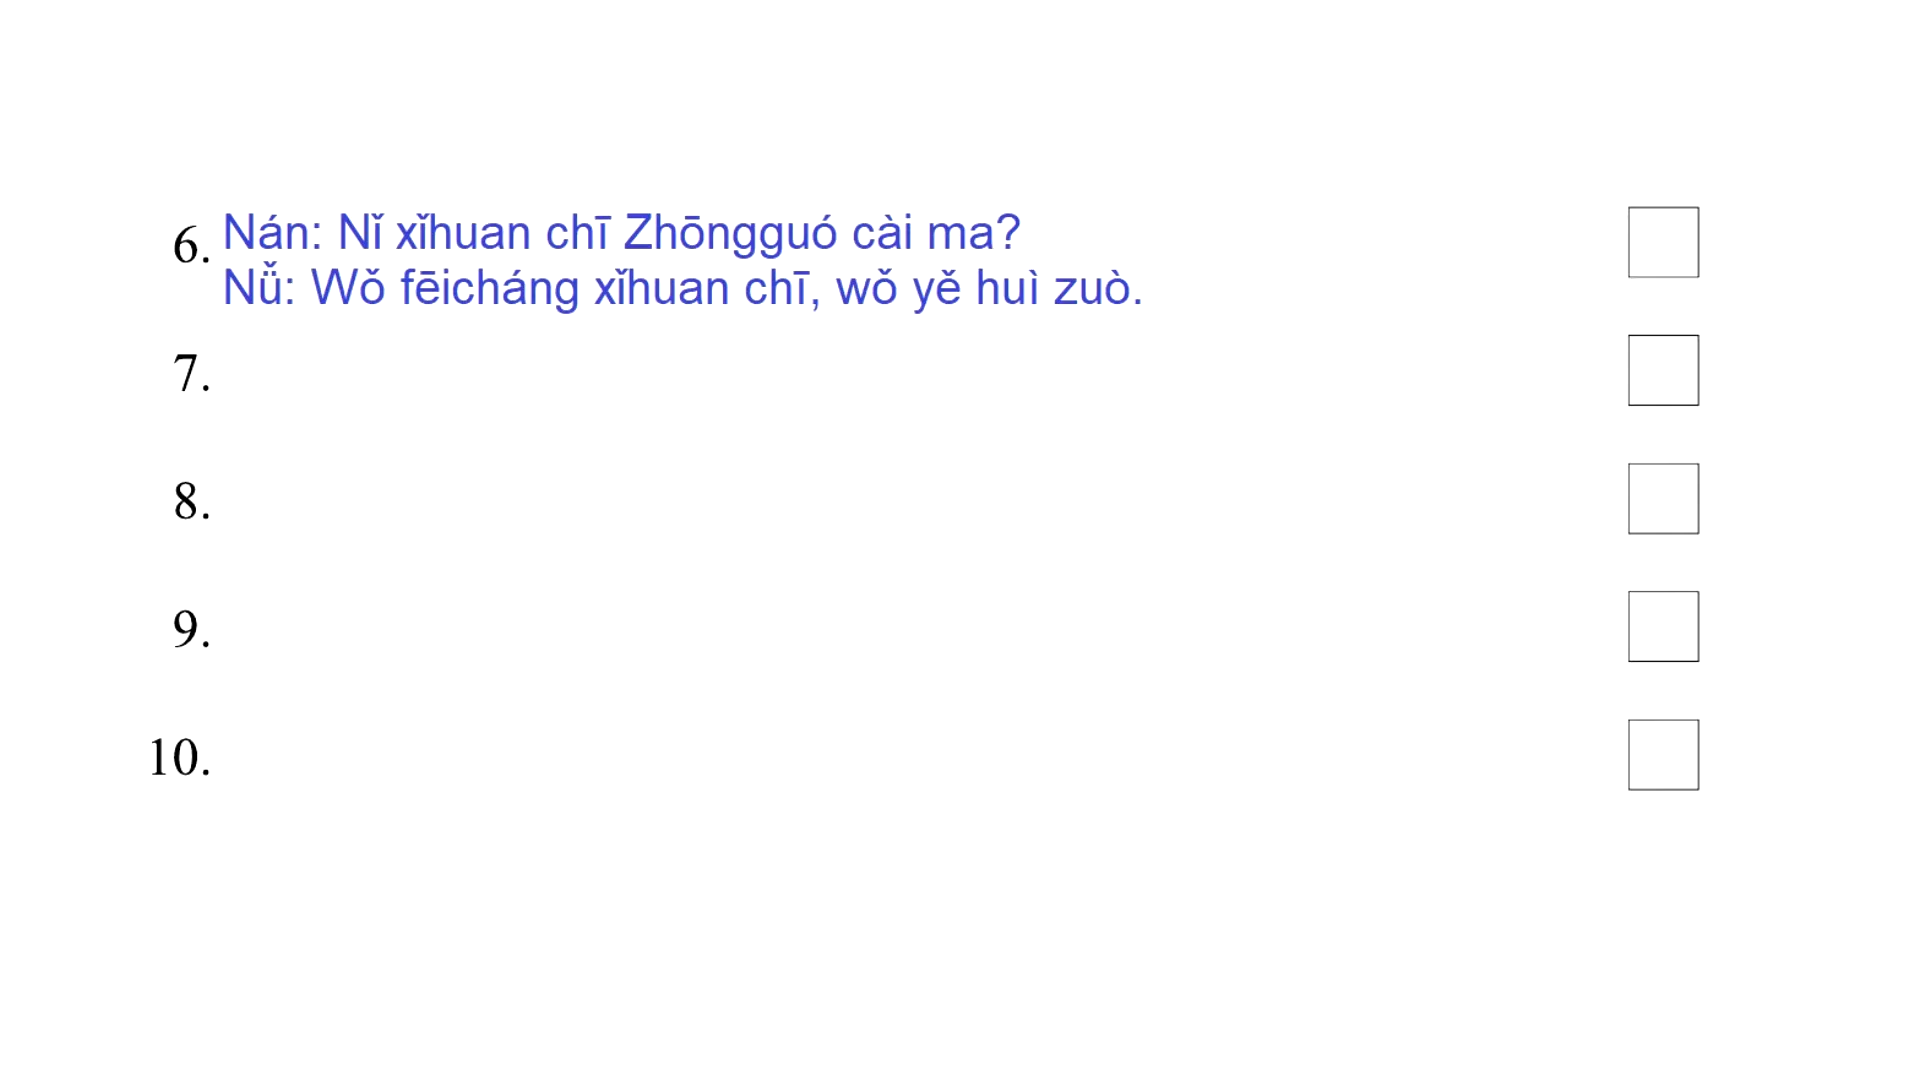 6. Nán: Nǐ xǐhuan chī Zhōngguó cài ma?
Nǚ: Wǒ fēicháng xǐhuan chī, wǒ yě huì zuò.
7.
8.
9.
10.